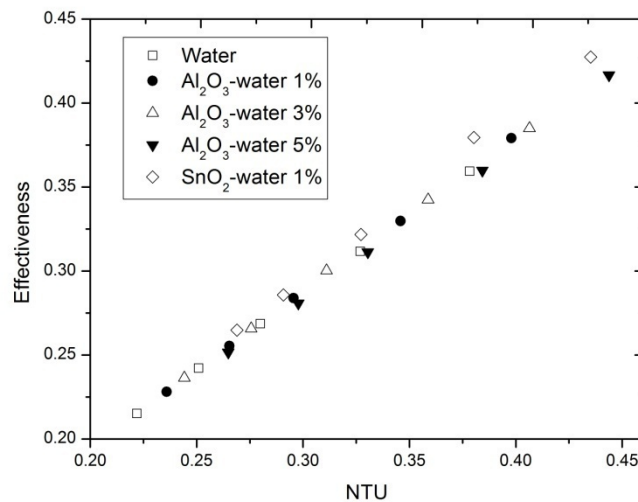 0.45
0.40
0.35
0.30
0.25
0.20
Effectiveness
Water
Al₂O₃-water 1%
Al₂O₃-water 3%
Al₂O₃-water 5%
SnO₂-water 1%
0.20 0.25 0.30 0.35 0.40 0.45
NTU